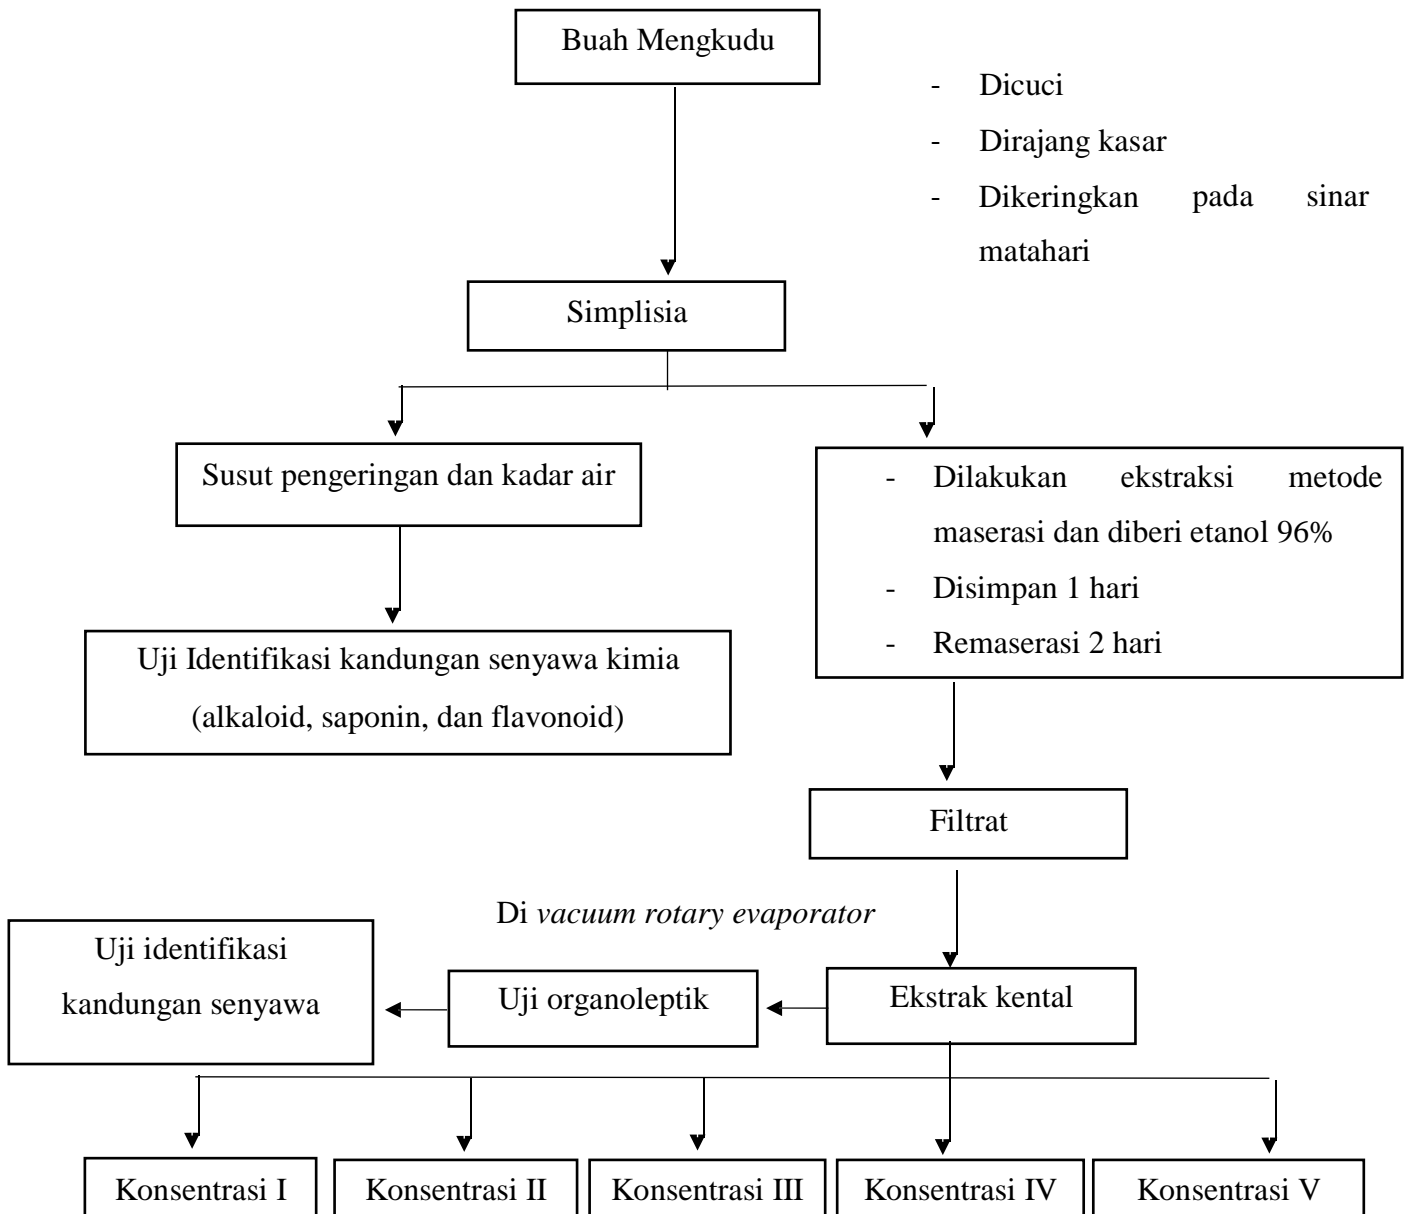 Buah Mengkudu
- Dicuci
- Dirajang kasar
- Dikeringkan pada sinar
matahari
Simplisia
Susut pengeringan dan kadar air
- Dilakukan ekstraksi metode
maserasi dan diberi etanol 96%
- Disimpan 1 hari
- Remaserasi 2 hari
Uji Identifikasi kandungan senyawa kimia
(alkaloid, saponin, dan flavonoid)
Filtrat
Di vacuum rotary evaporator
Uji identifikasi
kandungan senyawa
Uji organoleptik
Ekstrak kental
Konsentrasi I
Konsentrasi II
Konsentrasi III
Konsentrasi IV
Konsentrasi V